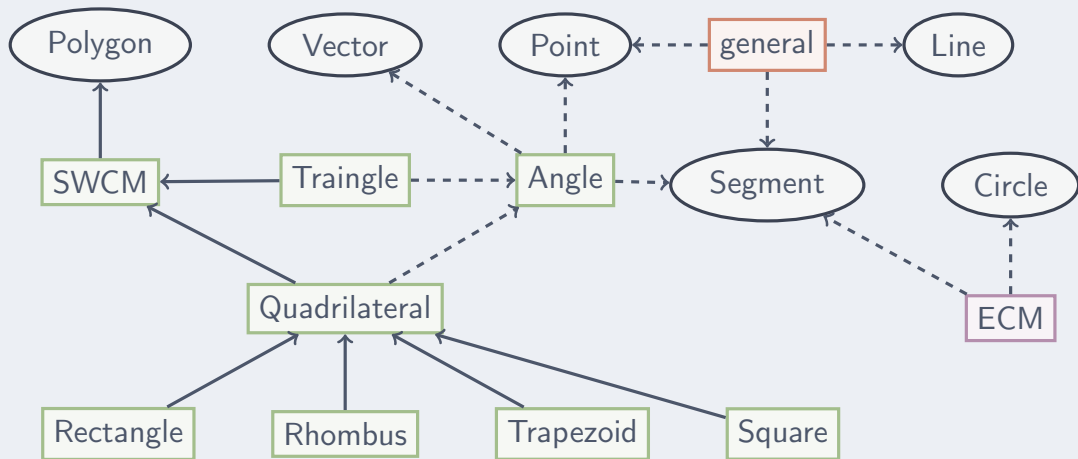 Polygon
Vector
Point
general
Line
SWCM
Traingle
Angle
Segment
Circle
Quadrilateral
ECM
Rectangle
Rhombus
Trapezoid
Square